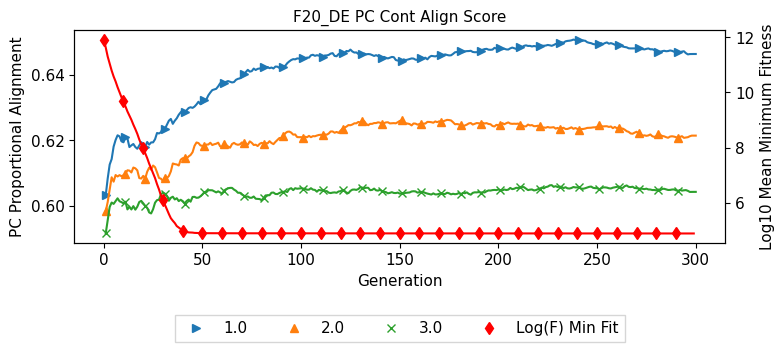 F20_DE PC Cont Align Score
PC Proportional Alignment
0.64
0.62
0.60
12
10
8
6
Log10 Mean Minimum Fitness
0 50 100 150 200 250 300
Generation
1.0 2.0 3.0 Log(F) Min Fit